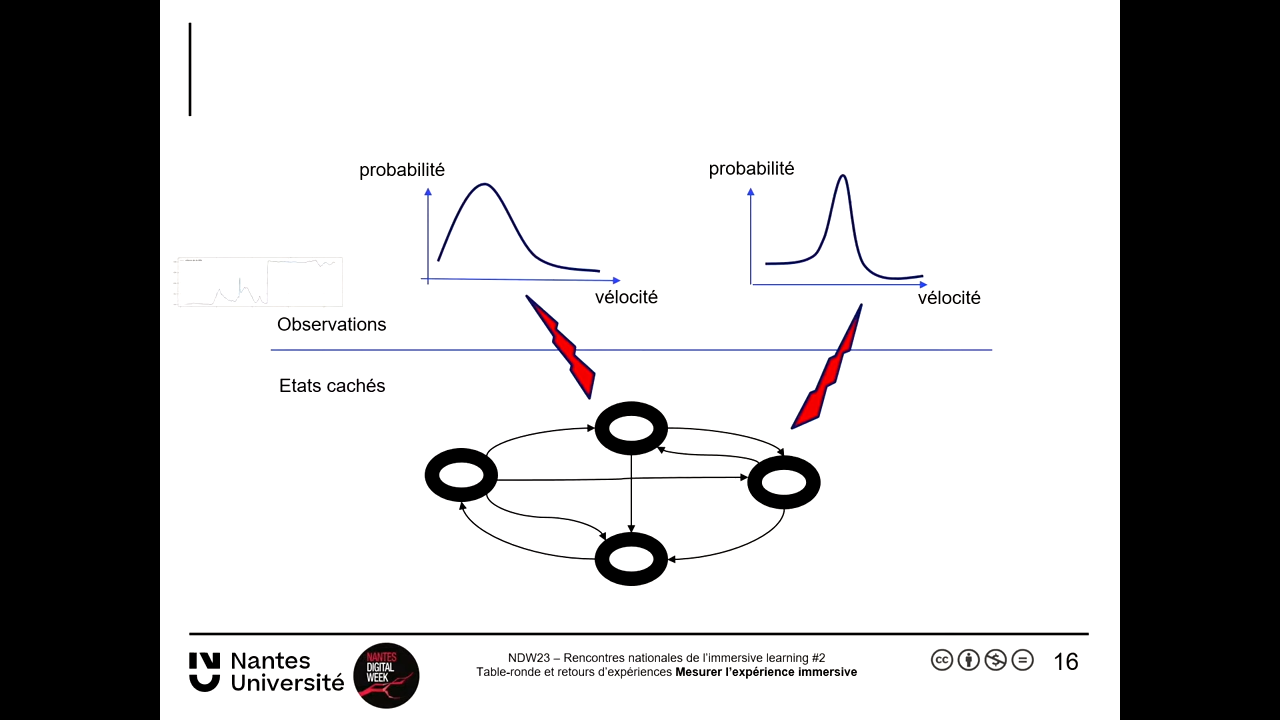 probabilité
probabilité
vélocité
vélocité
Observations
Etats cachés
Nantes
Université
NANTES
DIGITAL
WEEK
NDW23 – Rencontres nationales de l’immersive learning #2
Table-ronde et retours d’expériences Mesurer l’expérience immersive
cc
16